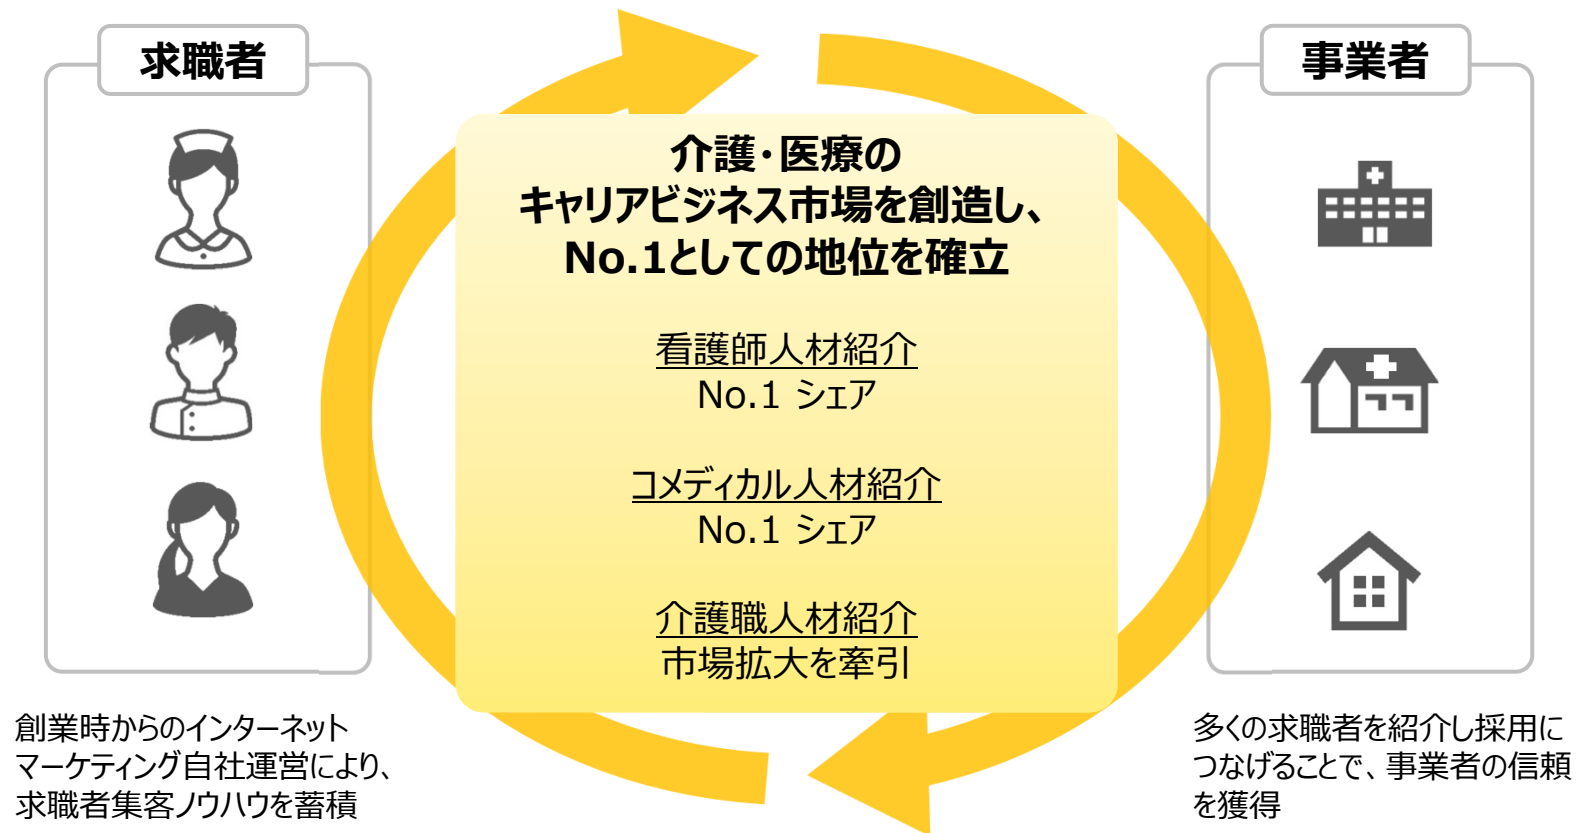 求職者
事業者
介護・医療の
キャリアビジネス市場を創造し、
No.1としての地位を確立
看護師人材紹介
No.1 シェア
コメディカル人材紹介
No.1 シェア
介護職人材紹介
市場拡大を牽引
創業時からのインターネット
マーケティング自社運営により、
求職者集客ノウハウを蓄積
多くの求職者を紹介し採用に
つなげることで、事業者の信頼
を獲得